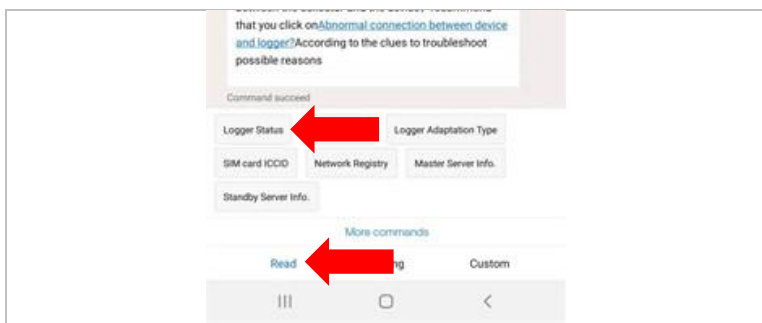 that you click onAbnormal connection between device
and logger?According to the clues to troubleshoot
possible reasons
Command succeed
Logger Status
Logger Adaptation Type
SIM card ICCID
Network Registry
Master Server Info.
Standby Server Info.
More commands
Read
ng
Custom